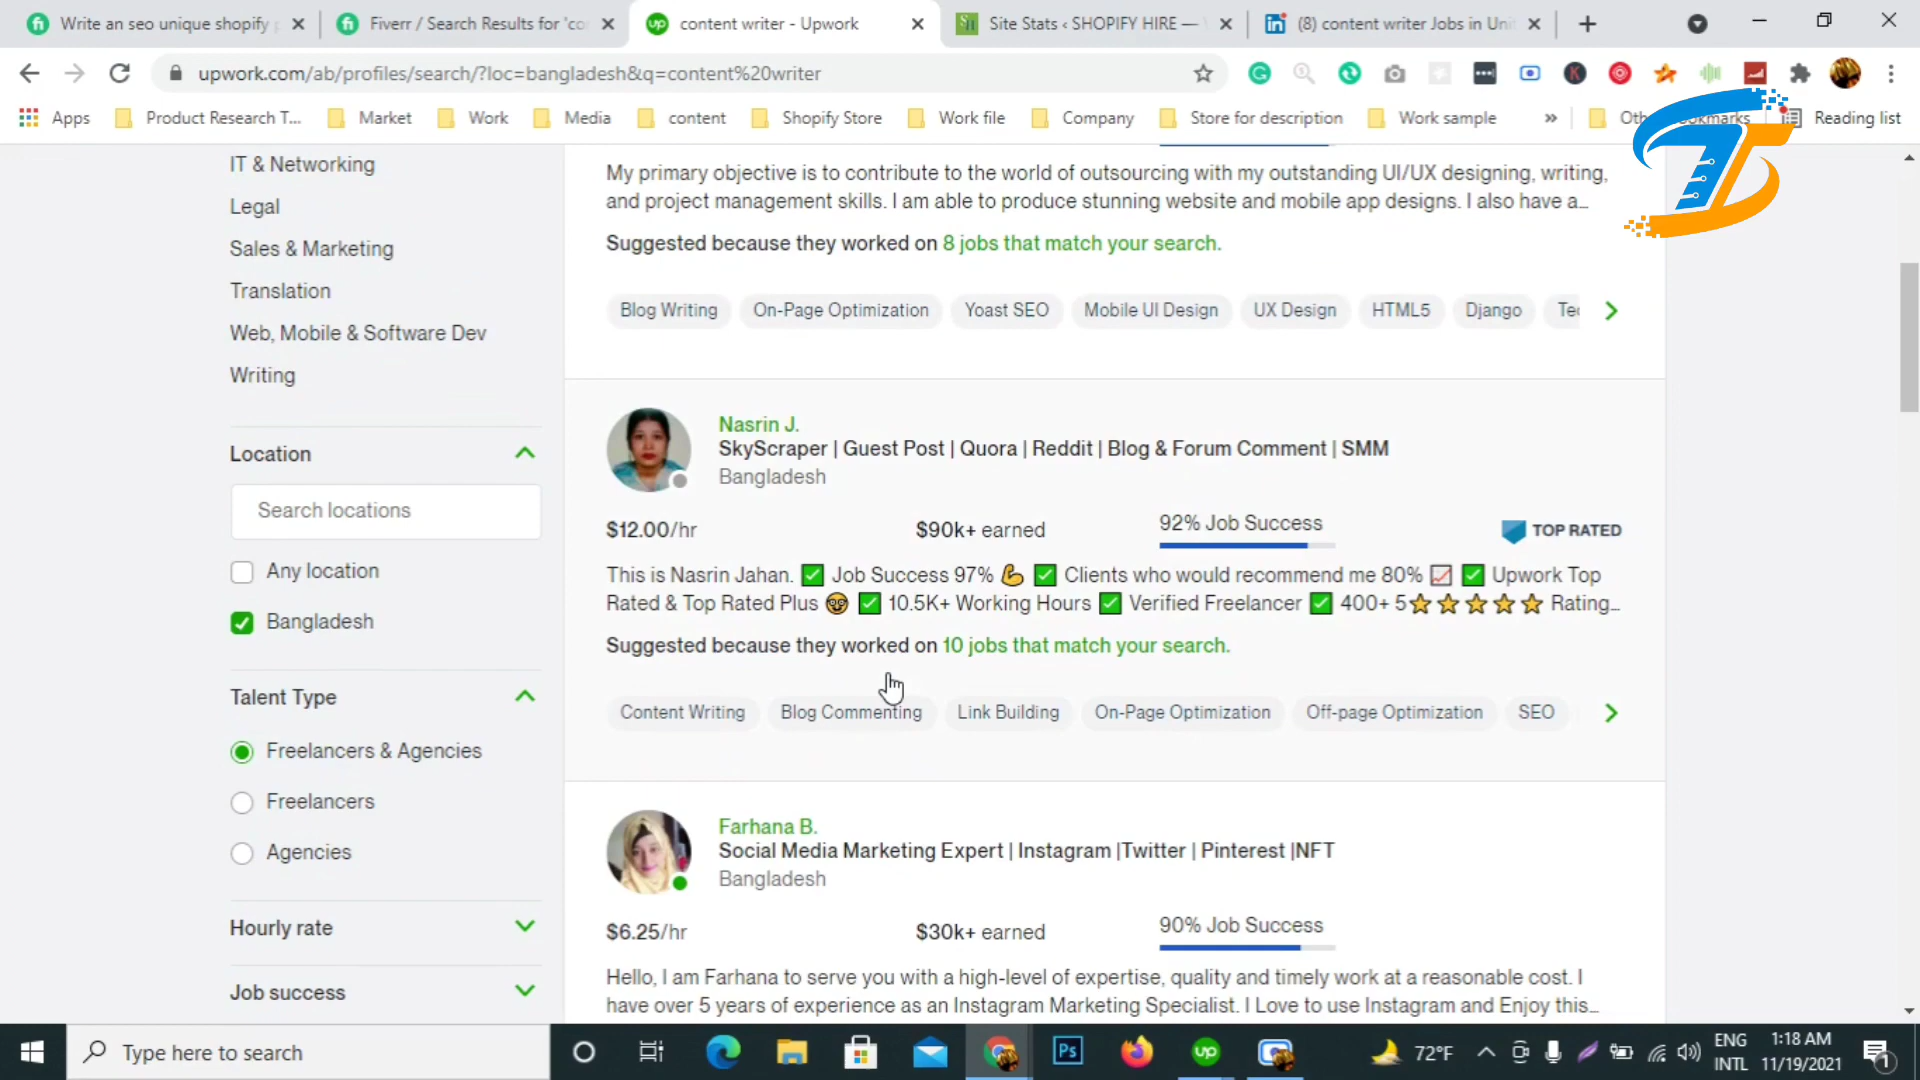 Write an seo unique shopify
Fiverr / Search Results for 'co
content writer - Upwork
Site Stats ‹ SHOPIFY HIRE —
(8) content writer Jobs in Uni
upwork.com/ab/profiles/search/?loc=bangladesh&q=content%20writer
Apps
Product Research T...
Market
Work
Media
content
Shopify Store
Work file
Company
Store for description
Work sample
»
Reading list
IT & Networking
Legal
Sales & Marketing
Translation
Web, Mobile & Software Dev
Writing
Location
Search locations
Any location
Bangladesh
Talent Type
Freelancers & Agencies
Freelancers
Agencies
Hourly rate
Job success
My primary objective is to contribute to the world of outsourcing with my outstanding UI/UX designing, writing,
and project management skills. I am able to produce stunning website and mobile app designs. I also have a...
Suggested because they worked on 8 jobs that match your search.
Blog Writing On-Page Optimization Yoast SEO Mobile UI Design UX Design HTML5 Django Tec
Nasrin J.
SkyScraper | Guest Post | Quora | Reddit | Blog & Forum Comment | SMM
Bangladesh
$12.00/hr $90k+ earned 92% Job Success TOP RATED
This is Nasrin Jahan. ✅ Job Success 97% 💪 ✅ Clients who would recommend me 80% 📈 ✅ Upwork Top
Rated & Top Rated Plus 🤓 ✅ 10.5K+ Working Hours ✅ Verified Freelancer ✅ 400+ 5⭐⭐⭐⭐⭐ Rating...
Suggested because they worked on 10 jobs that match your search.
Content Writing Blog Commenting Link Building On-Page Optimization Off-page Optimization SEO
Farhana B.
Social Media Marketing Expert | Instagram |Twitter | Pinterest |NFT
Bangladesh
$6.25/hr $30k+ earned 90% Job Success
Hello, I am Farhana to serve you with a high-level of expertise, quality and timely work at a reasonable cost. I
have over 5 years of experience as an Instagram Marketing Specialist. I Love to use Instagram and Enjoy this...
Type here to search
Ps
up
72°F
ENG
INTL
1:18 AM
11/19/2021
1